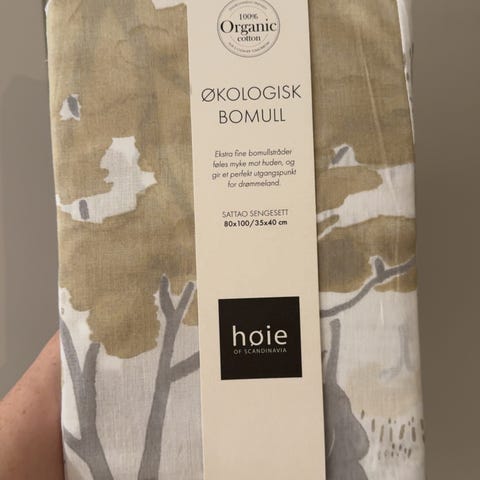 100%
Organic
cotton
ØKOLOGISK
BOMULL
Ekstra fine bomullstråder
føles myke mot huden, og
gir et perfekt utgangspunkt
for drømmeland.
SATTAO SENGESETT
80x100/35x40 cm
høie
OF SCANDINAVIA